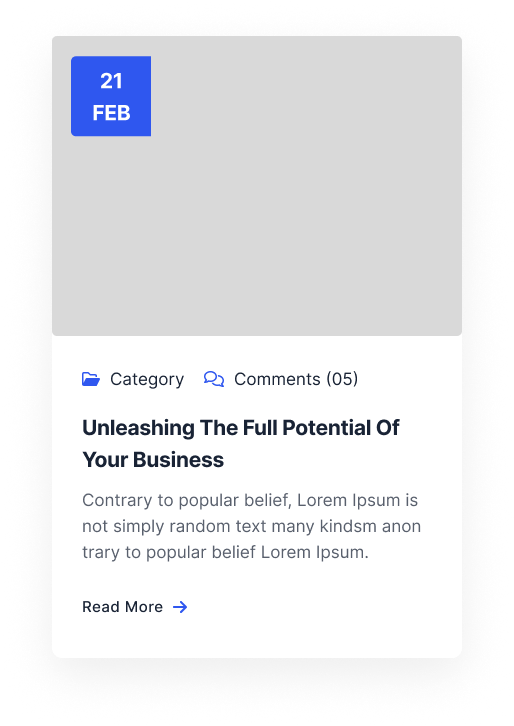 21
FEB
Category Comments (05)
Unleashing The Full Potential Of
Your Business
Contrary to popular belief, Lorem Ipsum is
not simply random text many kindsm anon
trary to popular belief Lorem Ipsum.
Read More